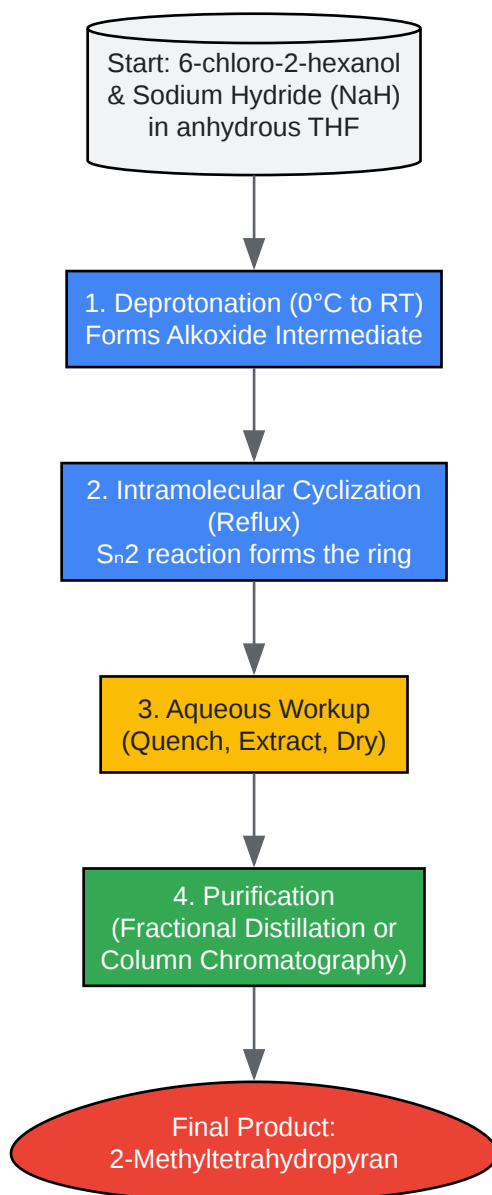 Start: 6-chloro-2-hexanol
& Sodium Hydride (NaH)
in anhydrous THF
1. Deprotonation (0°C to RT)
Forms Alkoxide Intermediate
2. Intramolecular Cyclization
(Reflux)
Sₙ2 reaction forms the ring
3. Aqueous Workup
(Quench, Extract, Dry)
4. Purification
(Fractional Distillation or
Column Chromatography)
Final Product:
2-Methyltetrahydropyran